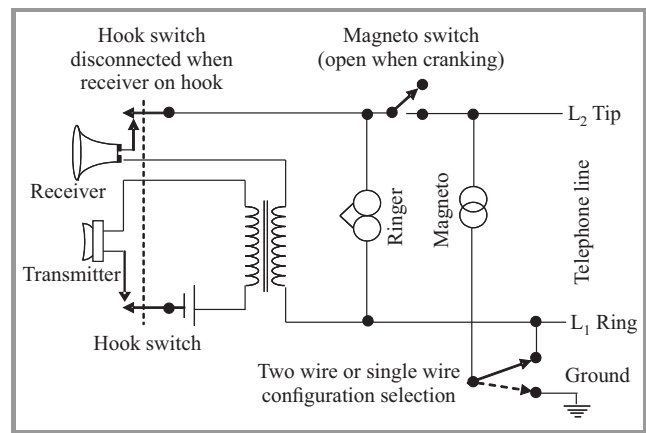 Hook switch
disconnected when
receiver on hook
Magneto switch
(open when cranking)
L2 Tip
Receiver
Ringer
Magneto
Telephone line
Transmitter
L1 Ring
Hook switch
Two wire or single wire
configuration selection
Ground